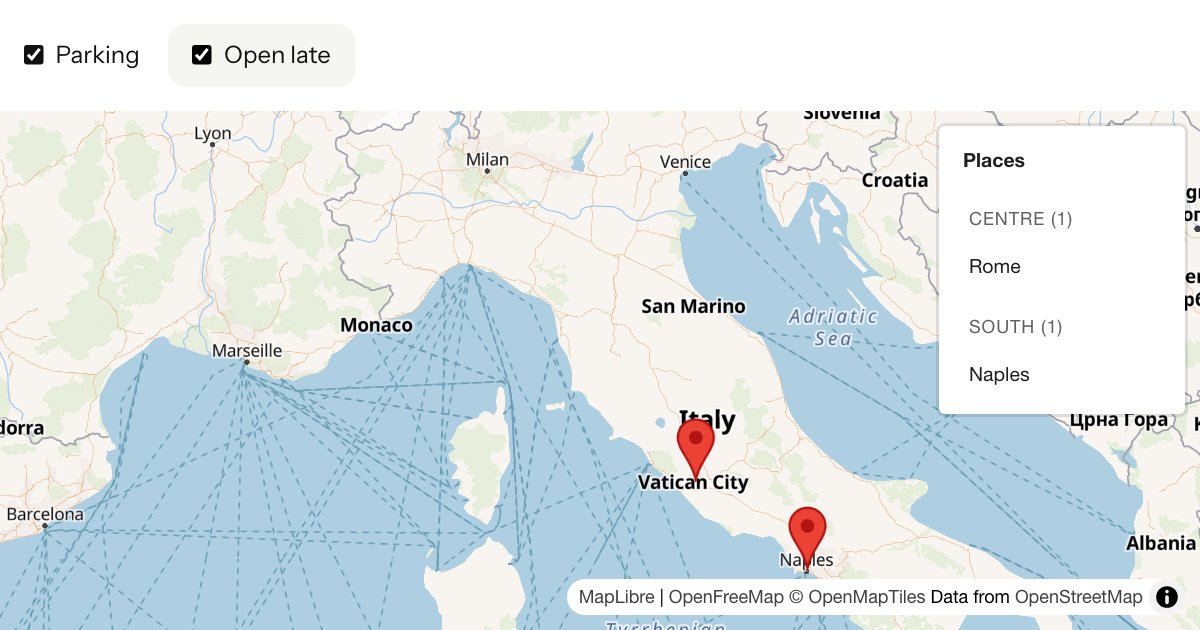 Parking
Open late
Slovenia
Lyon
Milan
Venice
Croatia
Places
CENTRE (1)
Rome
SOUTH (1)
Naples
San Marino
Adriatic
Sea
Monaco
Marseille
Italy
Црна Гора
dorra
Vatican City
Barcelona
Albania
Naples
MapLibre | OpenFreeMap © OpenMapTiles Data from OpenStreetMap
Tyrrhenian